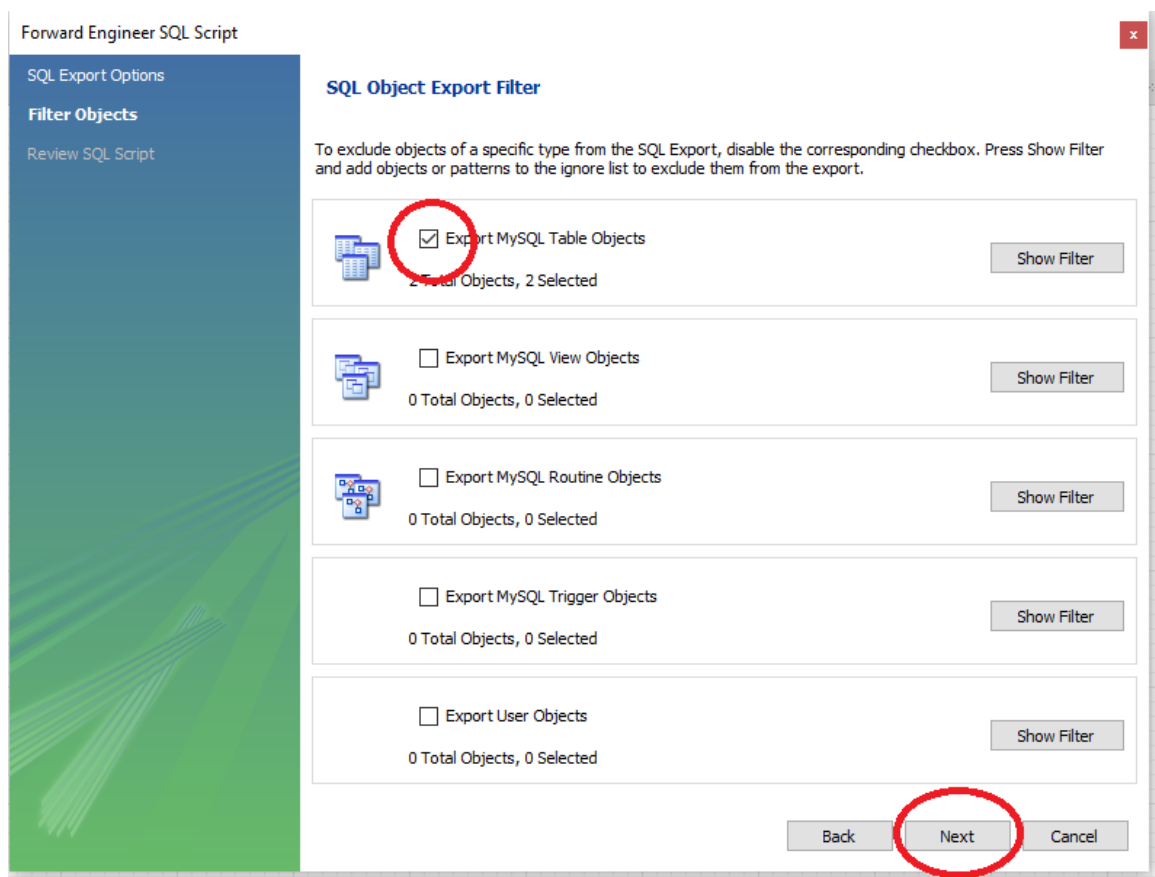 Forward Engineer SQL Script
x
SQL Export Options
Filter Objects
Review SQL Script
SQL Object Export Filter
To exclude objects of a specific type from the SQL Export, disable the corresponding checkbox. Press Show Filter
and add objects or patterns to the ignore list to exclude them from the export.
Export MySQL Table Objects
2 Total Objects, 2 Selected
Show Filter
Export MySQL View Objects
0 Total Objects, 0 Selected
Show Filter
Export MySQL Routine Objects
0 Total Objects, 0 Selected
Show Filter
Export MySQL Trigger Objects
0 Total Objects, 0 Selected
Show Filter
Export User Objects
0 Total Objects, 0 Selected
Show Filter
Back Next Cancel